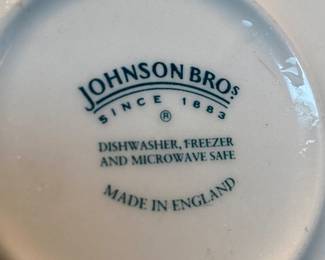 JOHNSON BROS
SINCE 1883
®
DISHWASHER, FREEZER
AND MICROWAVE SAFE
MADE IN ENGLAND